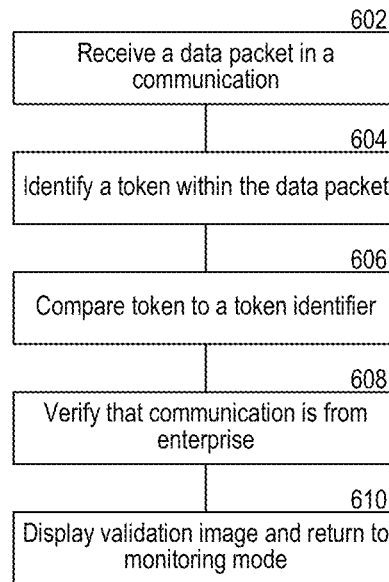 602
Receive a data packet in a
communication
604
Identify a token within the data packet
606
Compare token to a token identifier
608
Verify that communication is from
enterprise
610
Display validation image and return to
monitoring mode